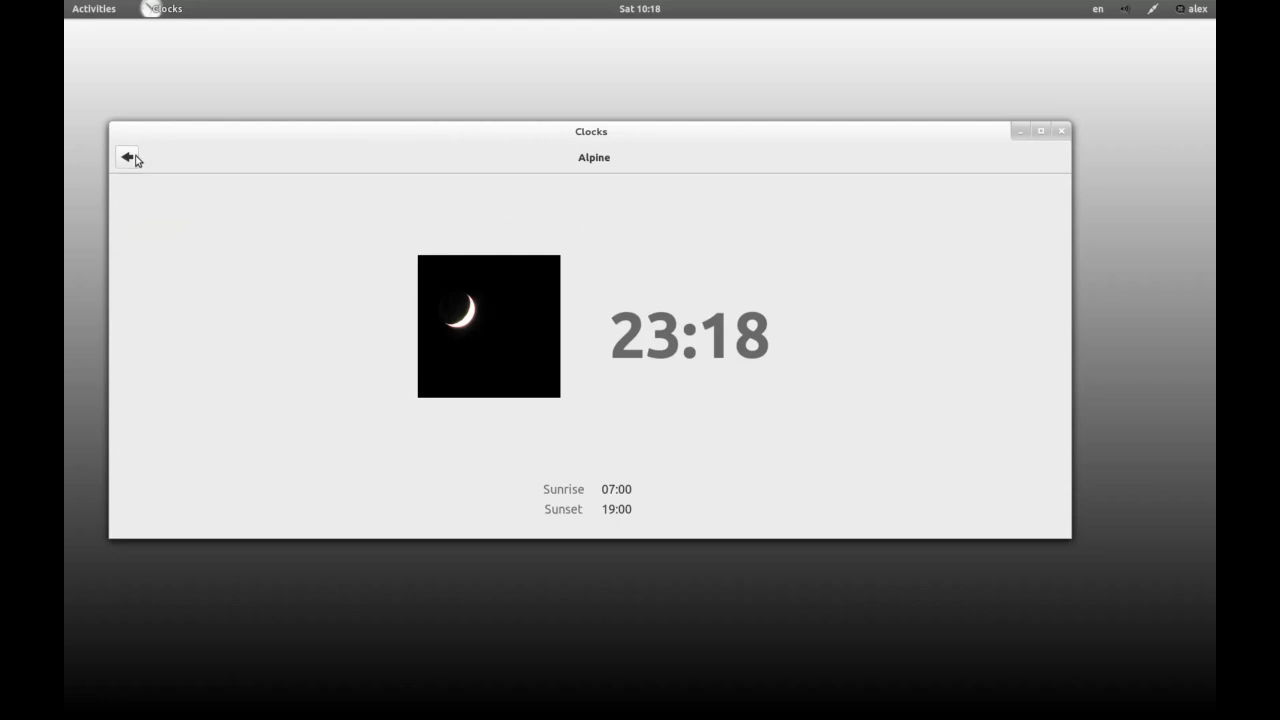 Activities Clocks Sat 10:18 en alex
Clocks
Alpine
23:18
Sunrise 07:00
Sunset 19:00